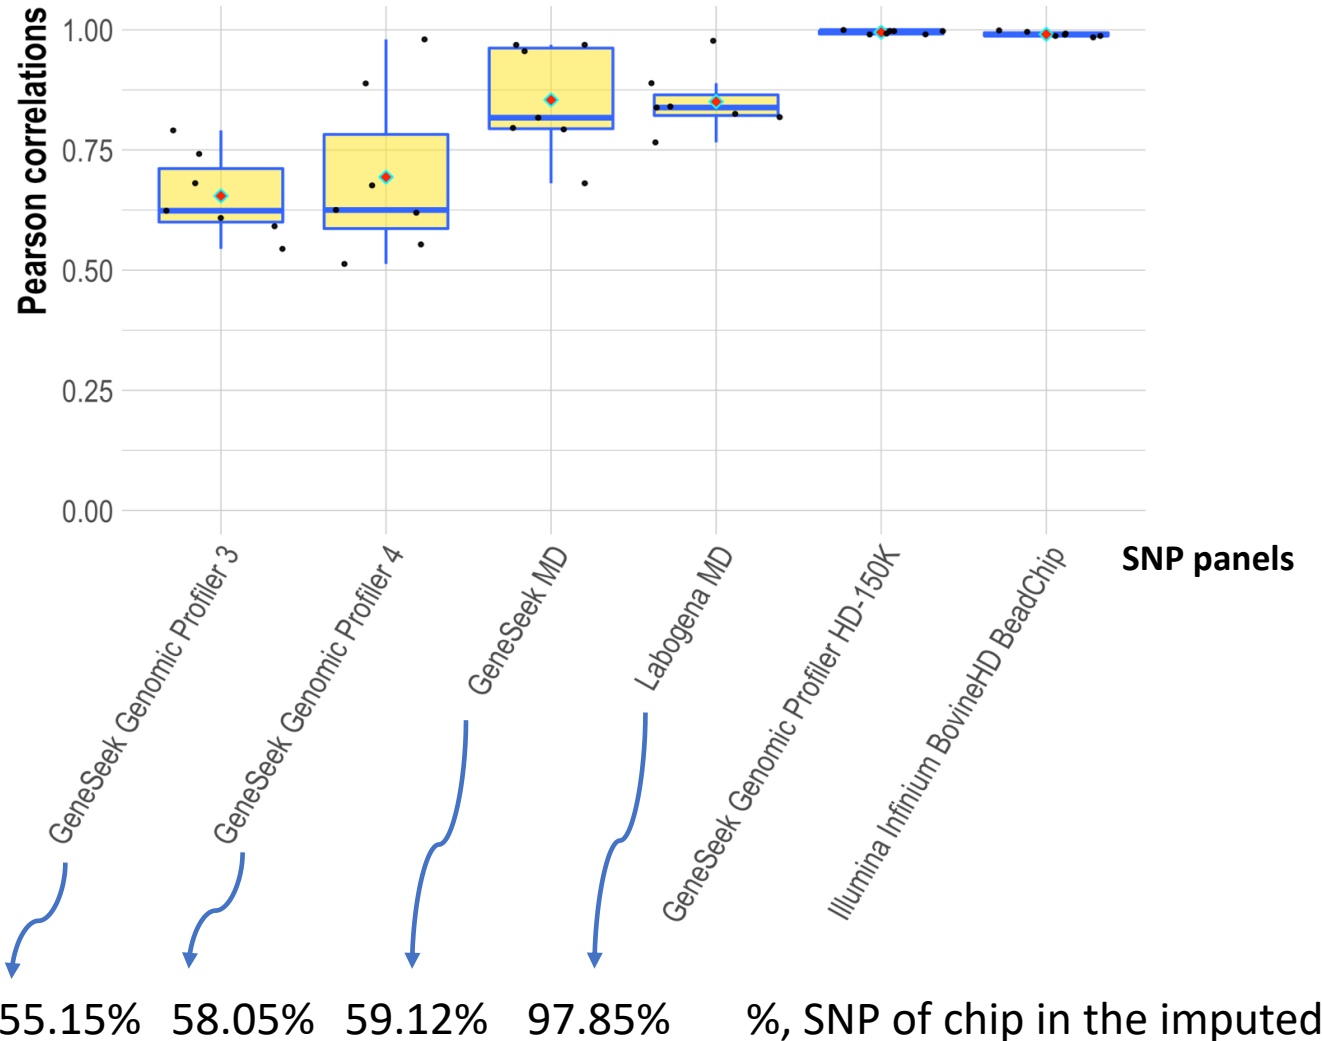 Pearson correlations
1.00
0.75
0.50
0.25
0.00
GeneSeek Genomic Profiler 3
GeneSeek Genomic Profiler 4
GeneSeek MD
Labogena MD
GeneSeek Genomic Profiler HD-150K
Illumina Infinium BovineHD BeadChip
SNP panels
55.15% 58.05% 59.12% 97.85% %, SNP of chip in the imputed